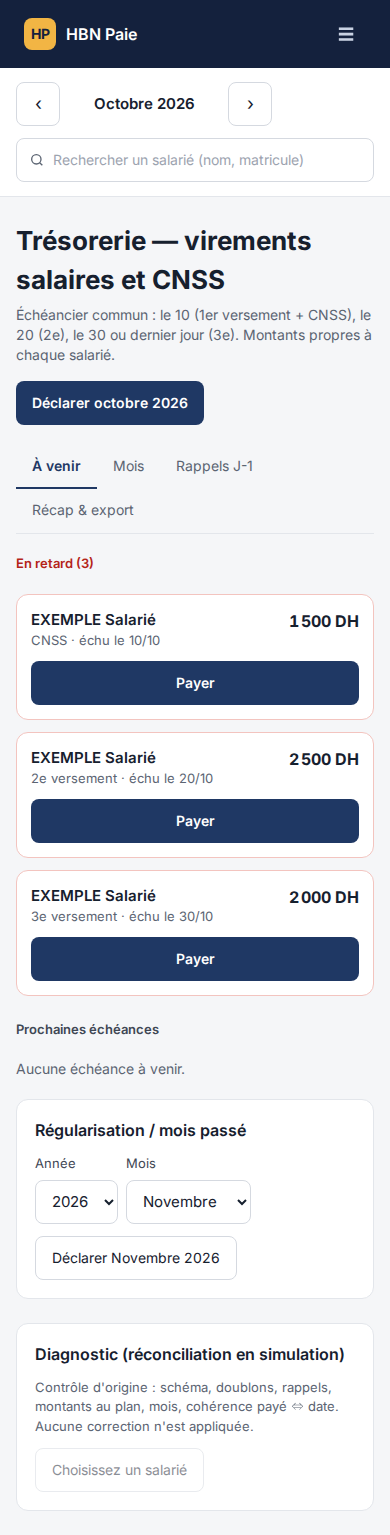 HP HBN Paie ☰
‹ Octobre 2026 ›
Rechercher un salarié (nom, matricule)
Trésorerie — virements
salaires et CNSS
Échéancier commun : le 10 (1er versement + CNSS), le
20 (2e), le 30 ou dernier jour (3e). Montants propres à
chaque salarié.
Déclarer octobre 2026
À venir Mois Rappels J-1
Récap & export
En retard (3)
EXEMPLE Salarié 1 500 DH
CNSS · échu le 10/10
Payer
EXEMPLE Salarié 2 500 DH
2e versement · échu le 20/10
Payer
EXEMPLE Salarié 2 000 DH
3e versement · échu le 30/10
Payer
Prochaines échéances
Aucune échéance à venir.
Régularisation / mois passé
Année Mois
2026 Novembre
Déclarer Novembre 2026
Diagnostic (réconciliation en simulation)
Contrôle d'origine : schéma, doublons, rappels,
montants au plan, mois, cohérence payé ⇔ date.
Aucune correction n'est appliquée.
Choisissez un salarié